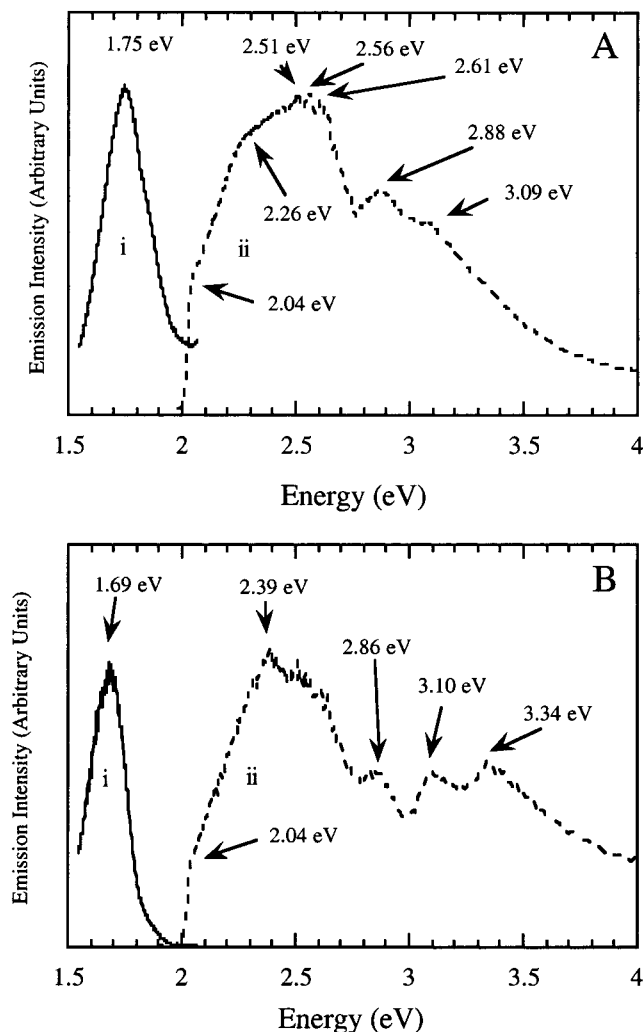 A
1.75 eV
2.51 eV
2.56 eV
2.61 eV
2.88 eV
3.09 eV
2.26 eV
2.04 eV
i
ii
Emission Intensity (Arbitrary Units)
1.5 2 2.5 3 3.5 4
Energy (eV)
B
1.69 eV
2.39 eV
2.86 eV
3.10 eV
3.34 eV
2.04 eV
i
ii
Emission Intensity (Arbitrary Units)
1.5 2 2.5 3 3.5 4
Energy (eV)